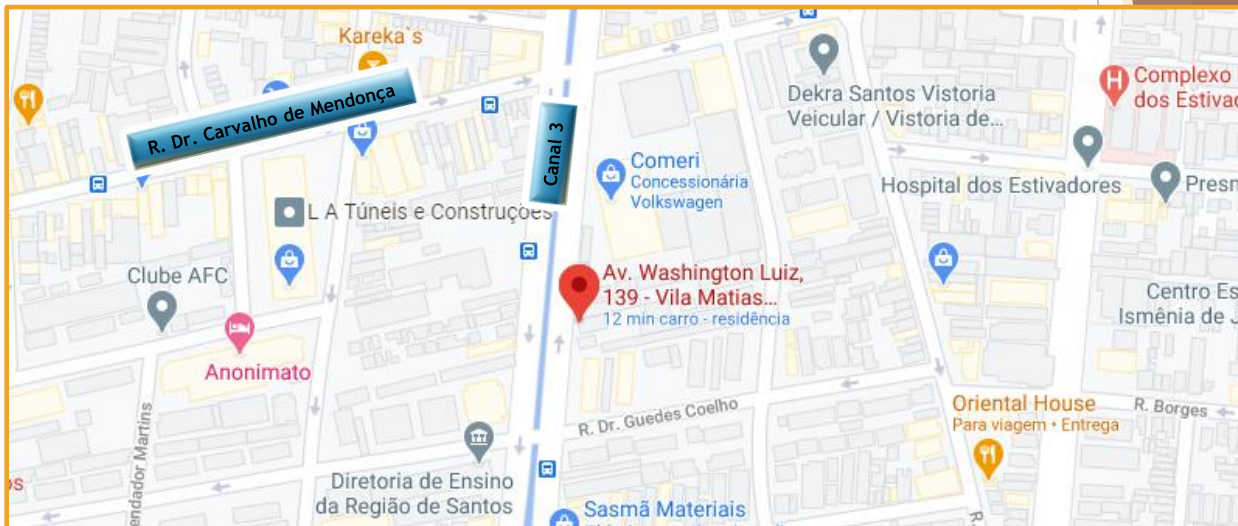 Kareka`s
R. Dr. Carvalho de Mendonça
Canal 3
Dekra Santos Vistoria
Veicular / Vistoria de...
Complexo
dos Estivad
H
Comeri
Concessionária
Volkswagen
Hospital dos Estivadores
Presn
L A Túneis e Construções
Clube AFC
Av. Washington Luiz,
139 - Vila Matias...
12 min carro - residência
Centro Es
Ismênia de J
Anonimato
R. Dr. Guedes Coelho
Oriental House
Para viagem • Entrega
R. Borges
endador Martins
Diretoria de Ensino
da Região de Santos
os
Sasmã Materiais
R.